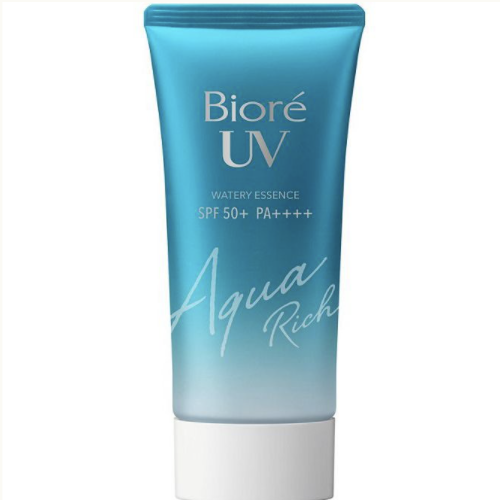 Bioré
UV
WATERY ESSENCE
SPF 50+ PA++++
Aqua
Rich